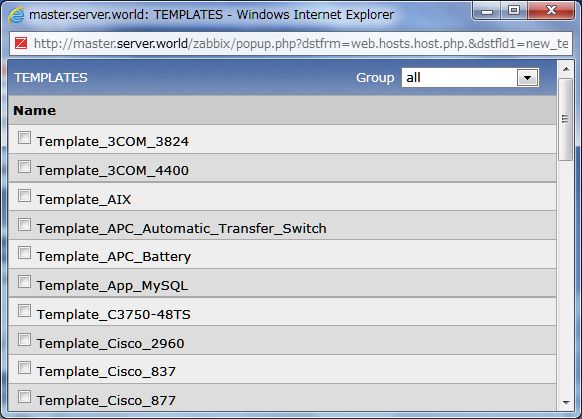 master.server.world: TEMPLATES - Windows Internet Explorer
http://master.server.world/zabbix/popup.php?dstfrm=web.hosts.host.php.&dstfld1=new_te
TEMPLATES Group all
Name
Template_3COM_3824
Template_3COM_4400
Template_AIX
Template_APC_Automatic_Transfer_Switch
Template_APC_Battery
Template_App_MySQL
Template_C3750-48TS
Template_Cisco_2960
Template_Cisco_837
Template_Cisco_877